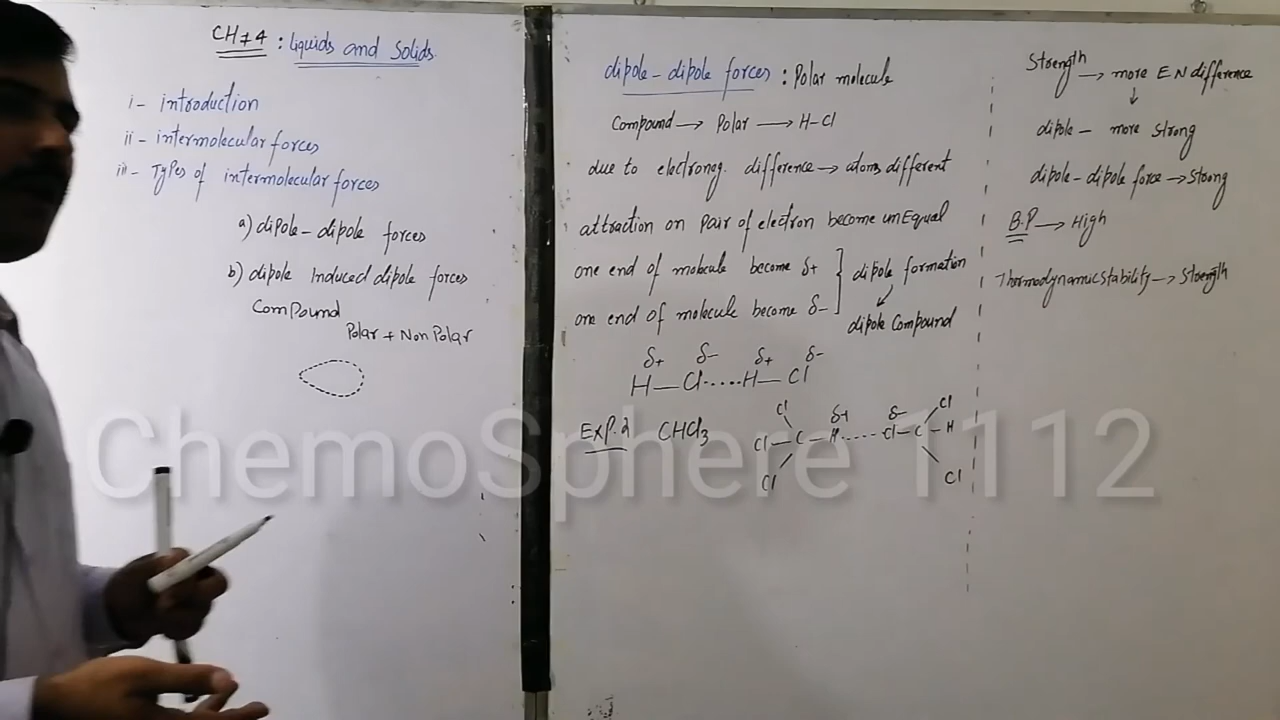 CH#4 : Liquids and Solids
i- introduction
ii- intermolecular forces
iii- Types of intermolecular forces
a) dipole-dipole forces
b) dipole Induced dipole forces
Compound
Polar + Non Polar
dipole-dipole forces : Polar molecule
Compound → Polar → H-Cl
due to electroneg. difference → atoms different
attraction on Pair of electron become unEqual
one end of molecule become δ+
one end of molecule become δ-
dipole formation
dipole Compound
δ+ δ- δ+ δ-
H—Cl.....H—Cl
Exp.2 CHCl3
Cl δ+ δ- Cl
Cl—C—H.....Cl—C—H
Cl Cl
Strength → more E N difference
↓
dipole - more strong
dipole-dipole force → Strong
B.P → High
Thermodynamic stability → Strength
ChemoSphere 1112